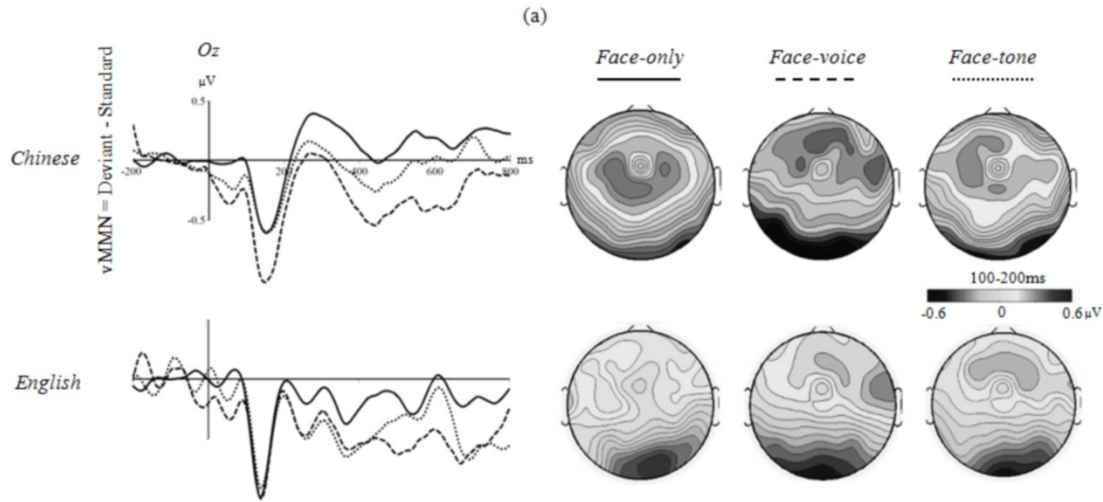 (a)
Oz
Face-only Face-voice Face-tone
μV
0.5
vMMN = Deviant - Standard
Chinese
ms
-200 200 600 800
-0.5
100-200ms
-0.6 0 0.6 μV
English